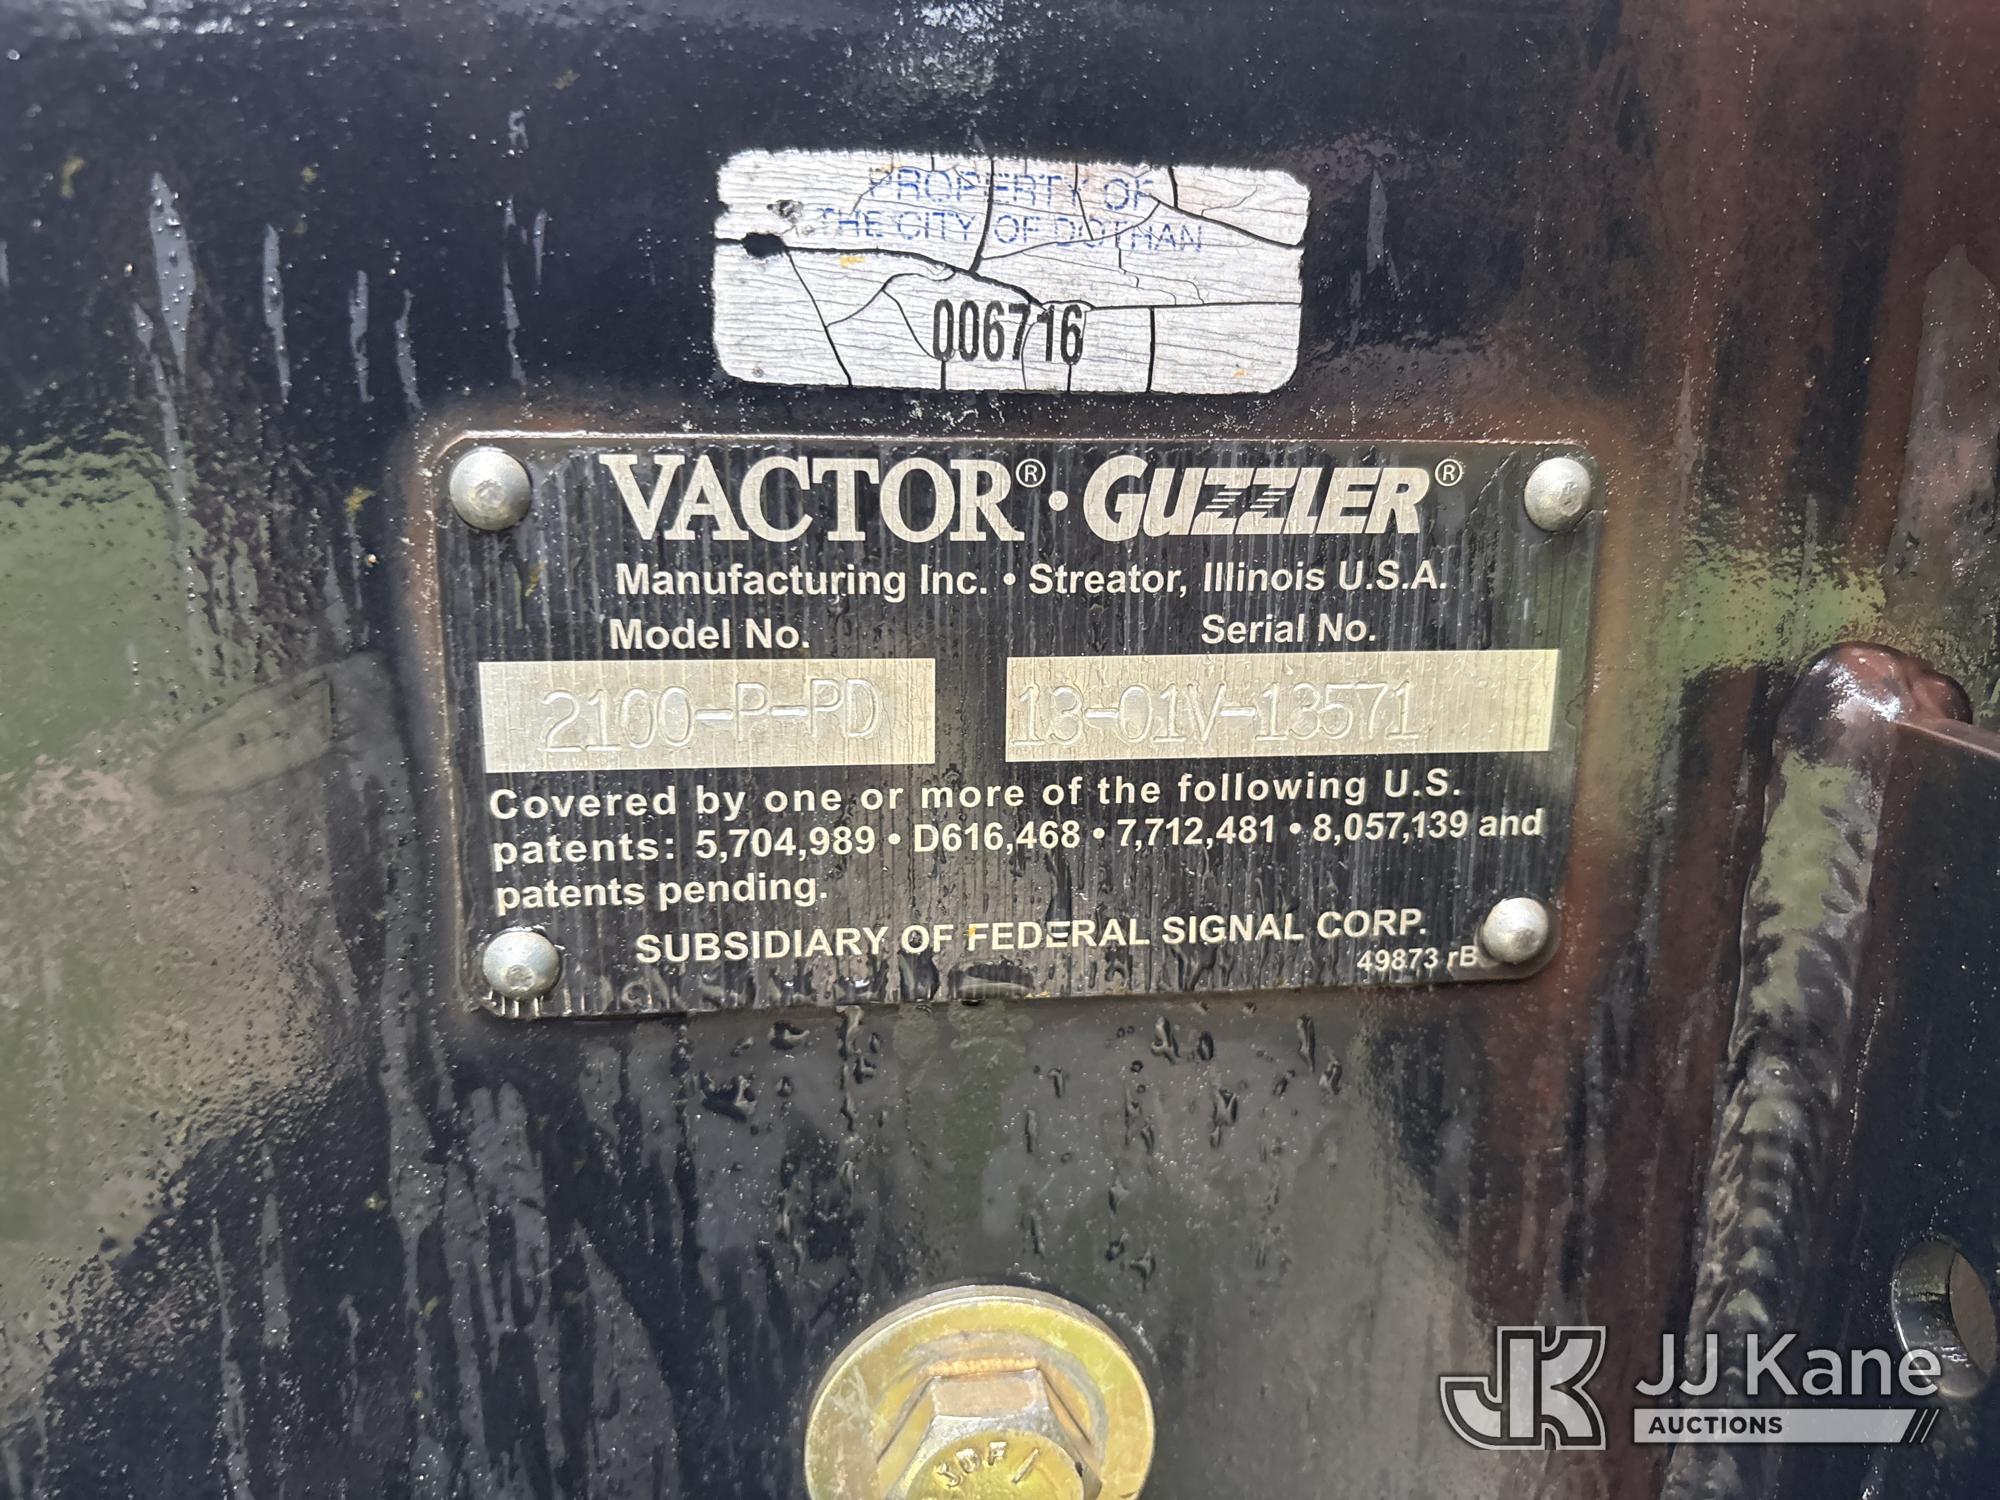 PROPERTY OF
THE CITY OF DOTHAN
006716
VACTOR® • GUZZLER®
Manufacturing Inc. • Streator, Illinois U.S.A.
Model No. Serial No.
2100-P-PD 13-01V-13571
Covered by one or more of the following U.S.
patents: 5,704,989 • D616,468 • 7,712,481 • 8,057,139 and
patents pending.
SUBSIDIARY OF FEDERAL SIGNAL CORP.
49873 rB
JK JJ Kane
AUCTIONS